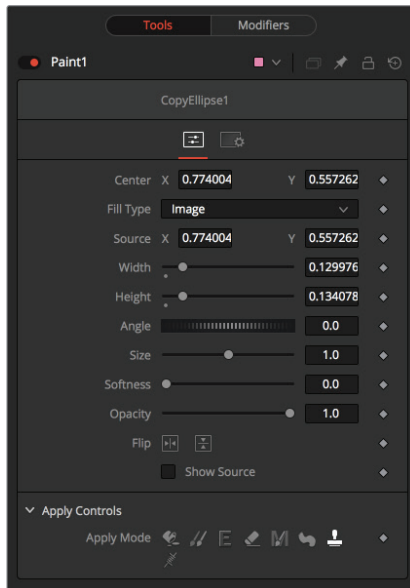 Tools Modifiers
Paint1
CopyEllipse1
Center X 0.774004 Y 0.557262
Fill Type Image
Source X 0.774004 Y 0.557262
Width 0.129976
Height 0.134078
Angle 0.0
Size 1.0
Softness 0.0
Opacity 1.0
Flip
Show Source
Apply Controls
Apply Mode